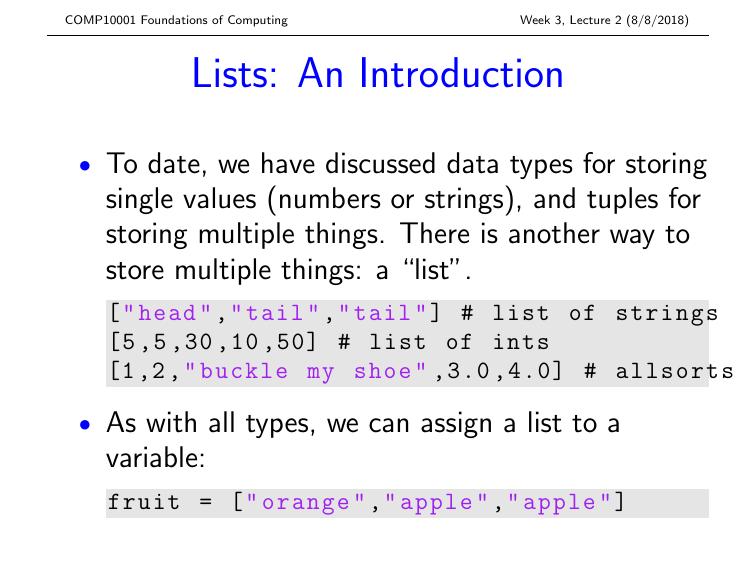 COMP10001 Foundations of Computing Week 3, Lecture 2 (8/8/2018)
Lists: An Introduction
• To date, we have discussed data types for storing
single values (numbers or strings), and tuples for
storing multiple things. There is another way to
store multiple things: a “list”.
["head","tail","tail"] # list of strings
[5,5,30,10,50] # list of ints
[1,2,"buckle my shoe",3.0,4.0] # allsorts
• As with all types, we can assign a list to a
variable:
fruit = ["orange","apple","apple"]